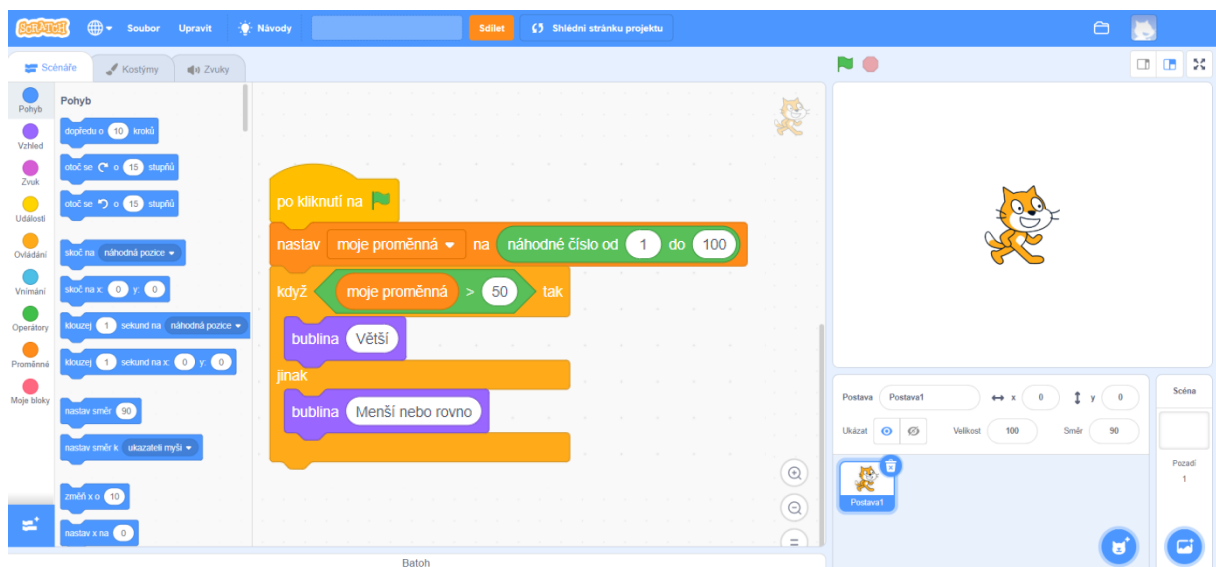 SCRATCH Soubor Upravit Návody Sdílet Shlédni stránku projektu
Scénáře Kostýmy Zvuky
Pohyb
Vzhled
Zvuk
Události
Ovládání
Vnímání
Operátory
Proměnné
Moje bloky
Pohyb
dopředu o 10 kroků
otoč se o 15 stupňů
otoč se o 15 stupňů
skoč na náhodná pozice
skoč na x: 0 y: 0
klouzej 1 sekund na náhodná pozice
klouzej 1 sekund na x: 0 y: 0
nastav směr 90
nastav směr k ukazateli myši
změň x o 10
nastav x na 0
po kliknutí na
nastav moje proměnná na náhodné číslo od 1 do 100
když moje proměnná > 50 tak
bublina Větší
jinak
bublina Menší nebo rovno
Batoh
Postava Postava1 x 0 y 0
Ukázat Velikost 100 Směr 90
Postava1
Scéna
Pozadí
1